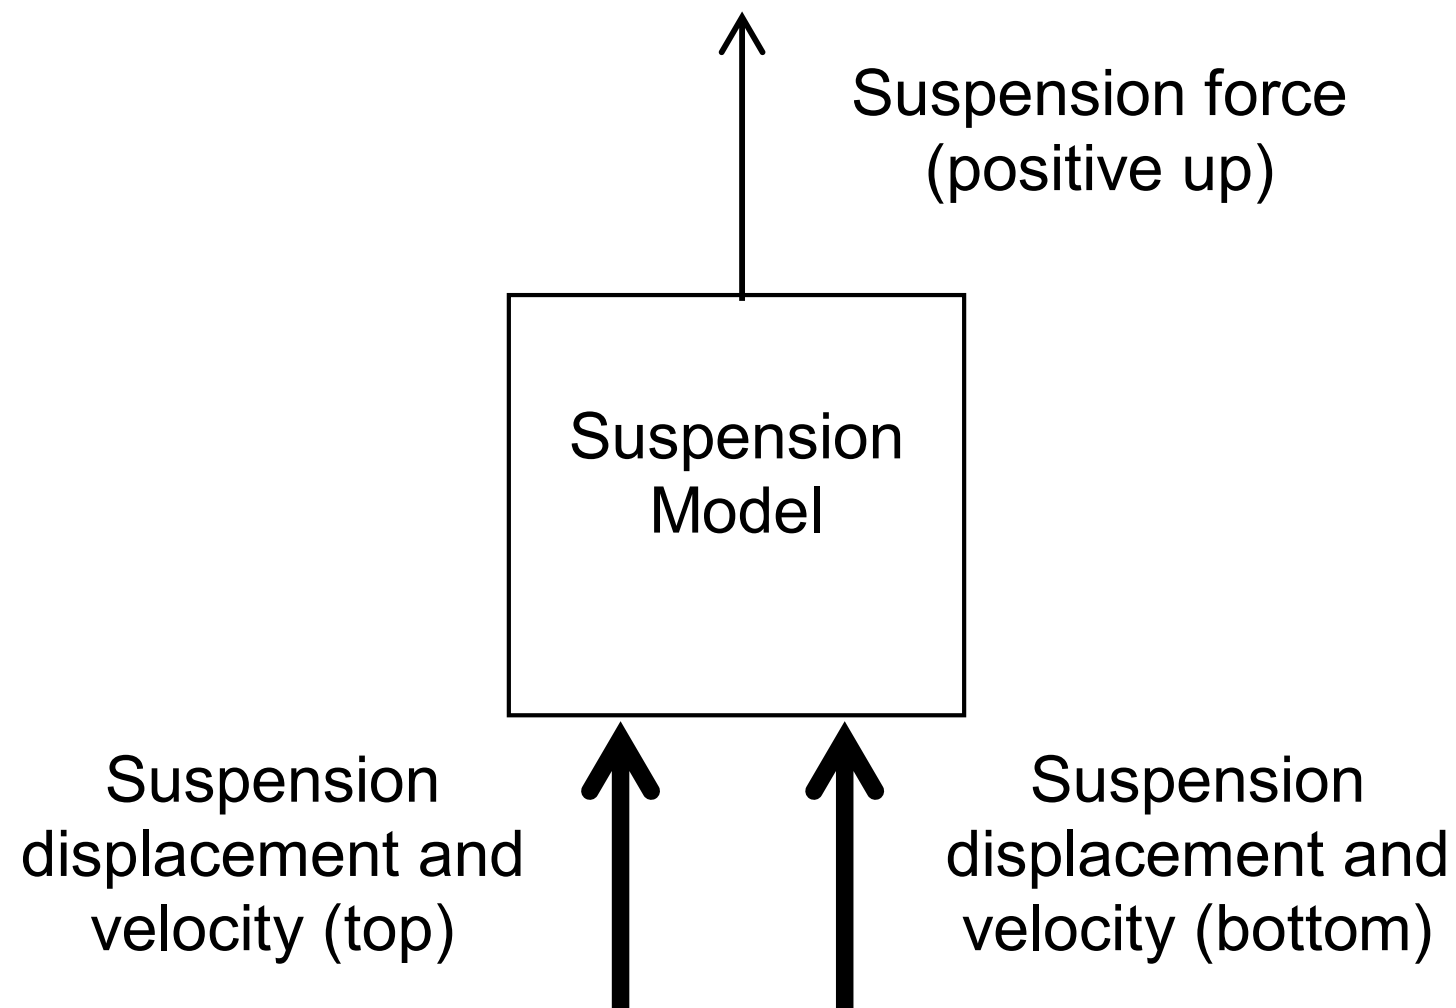 Suspension force
(positive up)
Suspension
Model
Suspension
displacement and
velocity (top)
Suspension
displacement and
velocity (bottom)